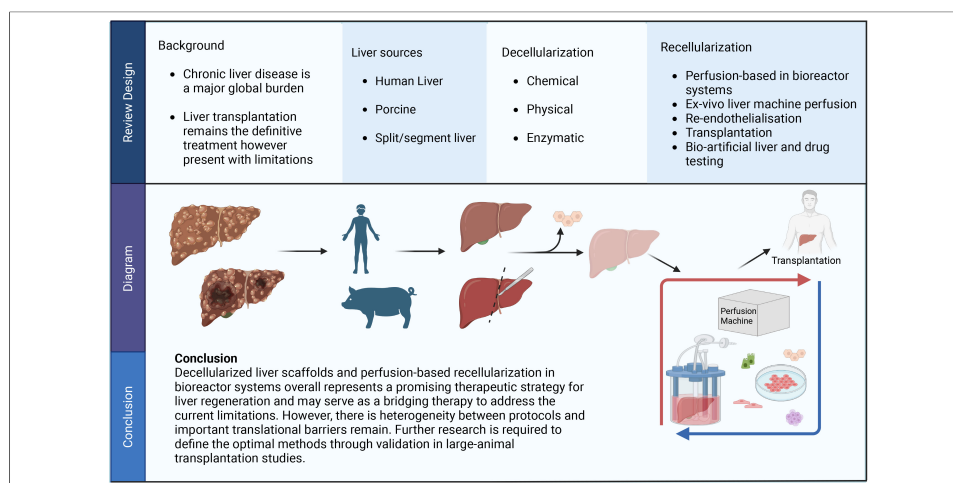 Review Design
Background
• Chronic liver disease is
a major global burden
• Liver transplantation
remains the definitive
treatment however
present with limitations
Liver sources
• Human Liver
• Porcine
• Split/segment liver
Decellularization
• Chemical
• Physical
• Enzymatic
Recellularization
• Perfusion-based in bioreactor
systems
• Ex-vivo liver machine perfusion
• Re-endothelialisation
• Transplantation
• Bio-artificial liver and drug
testing
Diagram
Transplantation
Perfusion
Machine
Conclusion
Conclusion
Decellularized liver scaffolds and perfusion-based recellularization in
bioreactor systems overall represents a promising therapeutic strategy for
liver regeneration and may serve as a bridging therapy to address the
current limitations. However, there is heterogeneity between protocols and
important translational barriers remain. Further research is required to
define the optimal methods through validation in large-animal
transplantation studies.